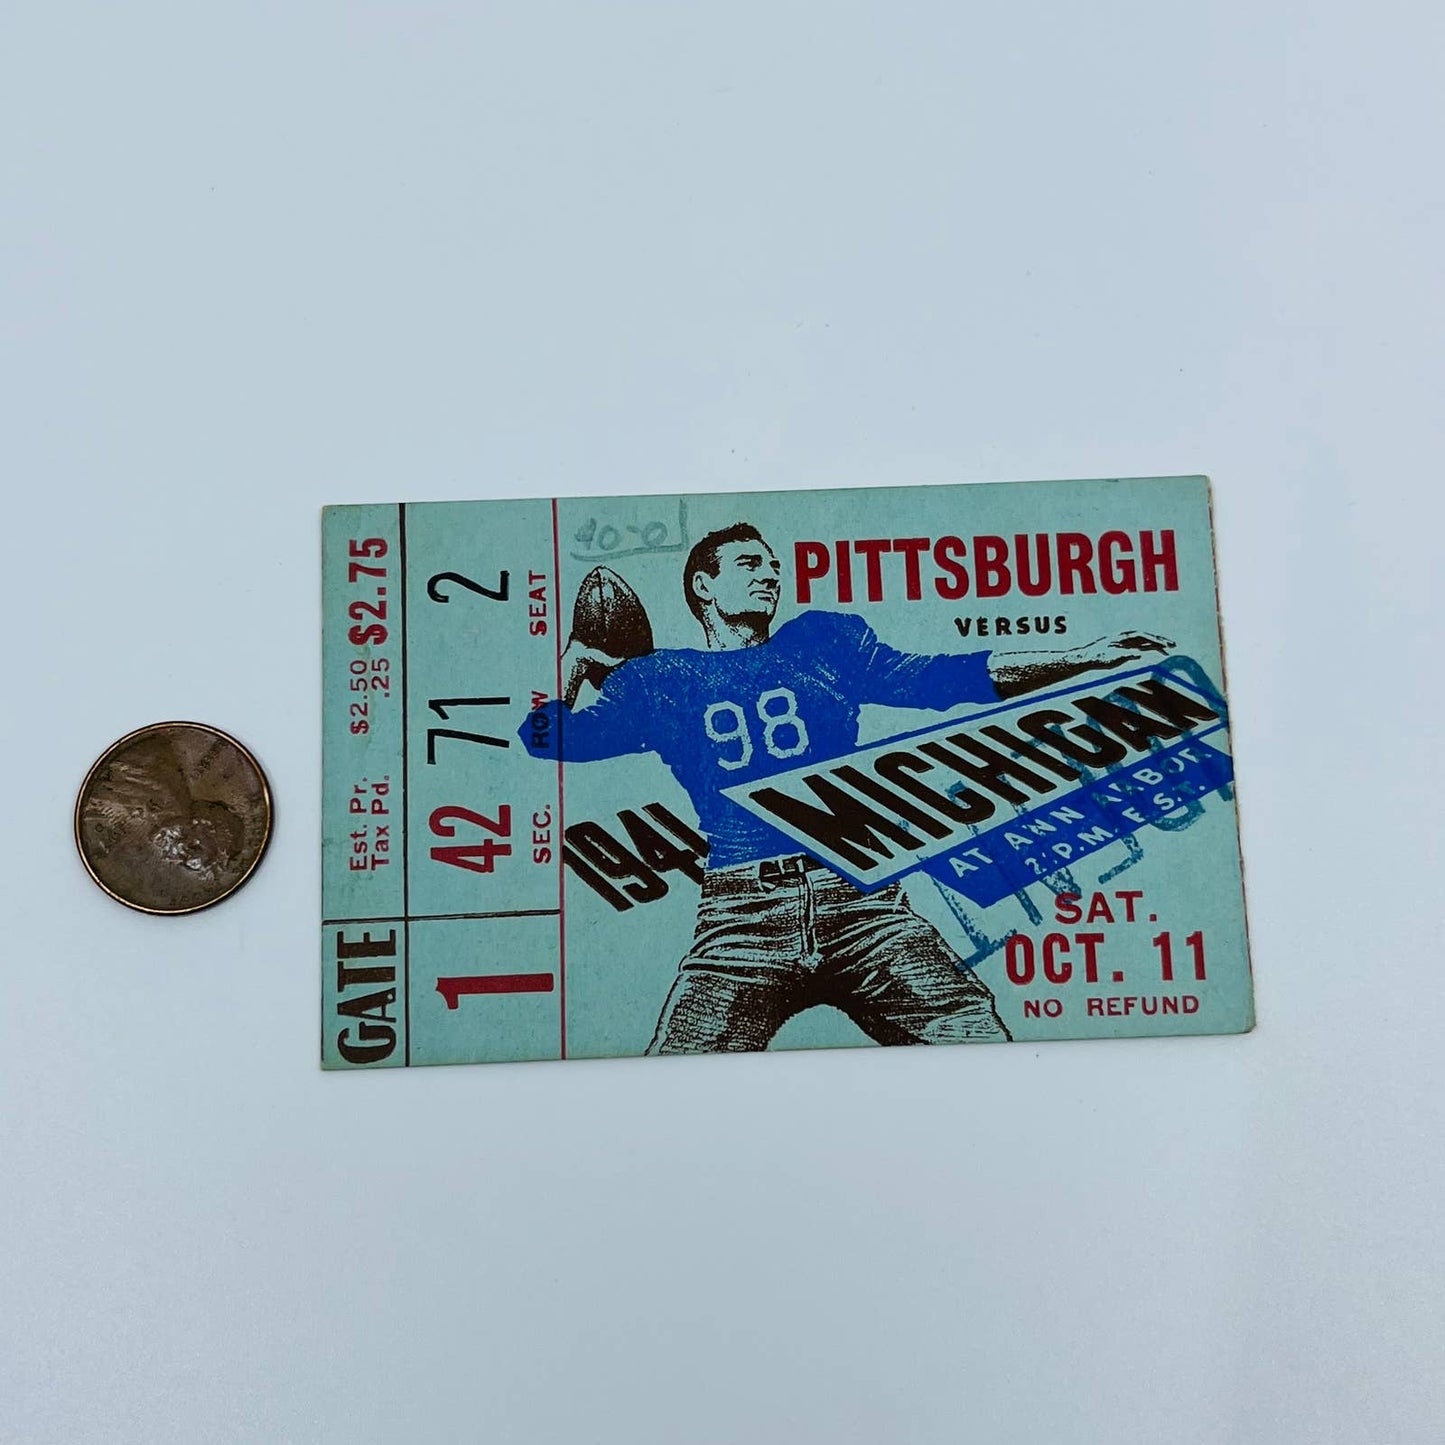 Est. Pr. $2.50 $2.75
Tax Pd. .25
GATE
42 71 2
SEC. ROW SEAT
1
40-0
PITTSBURGH
VERSUS
98
1941 MICHIGAN
AT ANN ARBOR
2:P.M E.S.T.
SAT.
OCT. 11
NO REFUND